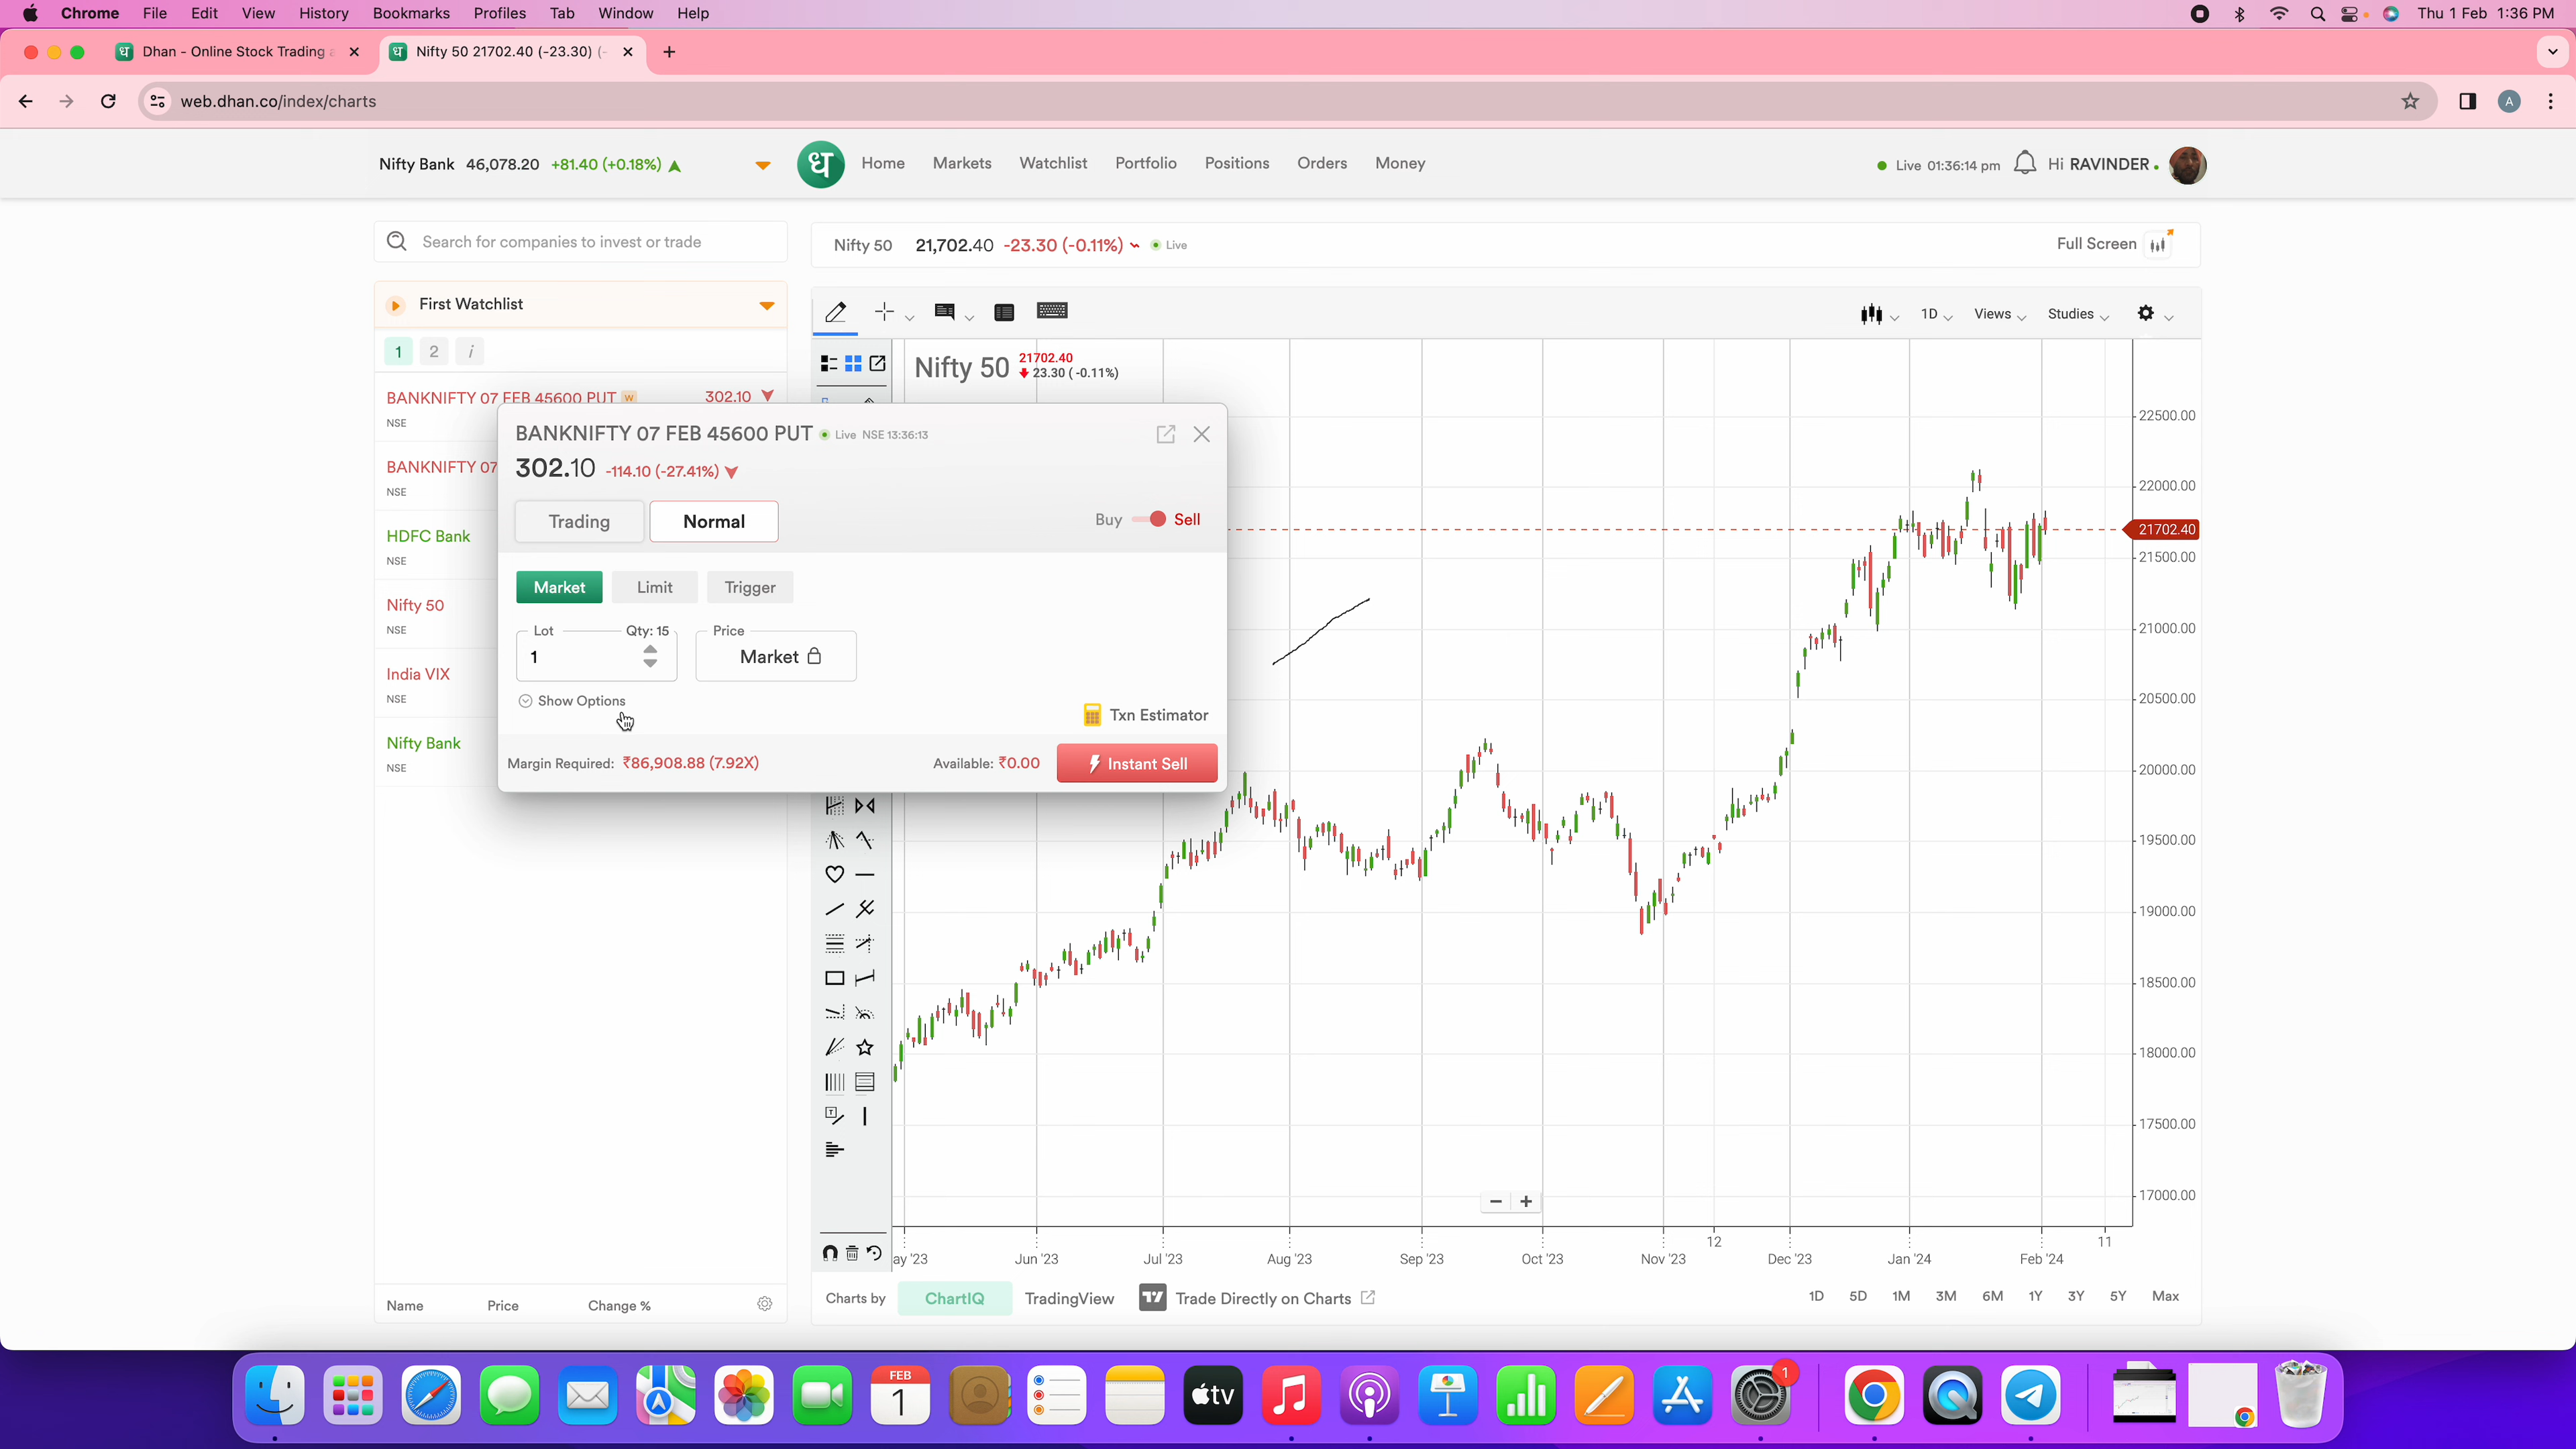 Chrome File Edit View History Bookmarks Profiles Tab Window Help
Thu 1 Feb 1:36 PM
Dhan - Online Stock Trading
Nifty 50 21702.40 (-23.30) (-
web.dhan.co/index/charts
A
Nifty Bank 46,078.20 +81.40 (+0.18%)
ध
Home Markets Watchlist Portfolio Positions Orders Money
Live 01:36:14 pm
Hi RAVINDER
Search for companies to invest or trade
Nifty 50 21,702.40 -23.30 (-0.11%) Live
Full Screen
First Watchlist
1 2 i
1D Views Studies
BANKNIFTY 07 FEB 45600 PUT w 302.10
NSE
BANKNIFTY 07
NSE
HDFC Bank
NSE
Nifty 50
NSE
India VIX
NSE
Nifty Bank
NSE
Nifty 50 21702.40
23.30 (-0.11%)
BANKNIFTY 07 FEB 45600 PUT Live NSE 13:36:13
302.10 -114.10 (-27.41%)
Trading Normal
Buy Sell
Market Limit Trigger
Lot Qty: 15 Price
1 Market
Show Options
Txn Estimator
Margin Required: ₹86,908.88 (7.92X)
Available: ₹0.00
Instant Sell
22500.00
22000.00
21702.40
21500.00
21000.00
20500.00
20000.00
19500.00
19000.00
18500.00
18000.00
17500.00
17000.00
T
− +
12 11
ay '23 Jun '23 Jul '23 Aug '23 Sep '23 Oct '23 Nov '23 Dec '23 Jan '24 Feb '24
Charts by ChartIQ TradingView Trade Directly on Charts
1D 5D 1M 3M 6M 1Y 3Y 5Y Max
Name Price Change %
FEB
1
tv
1